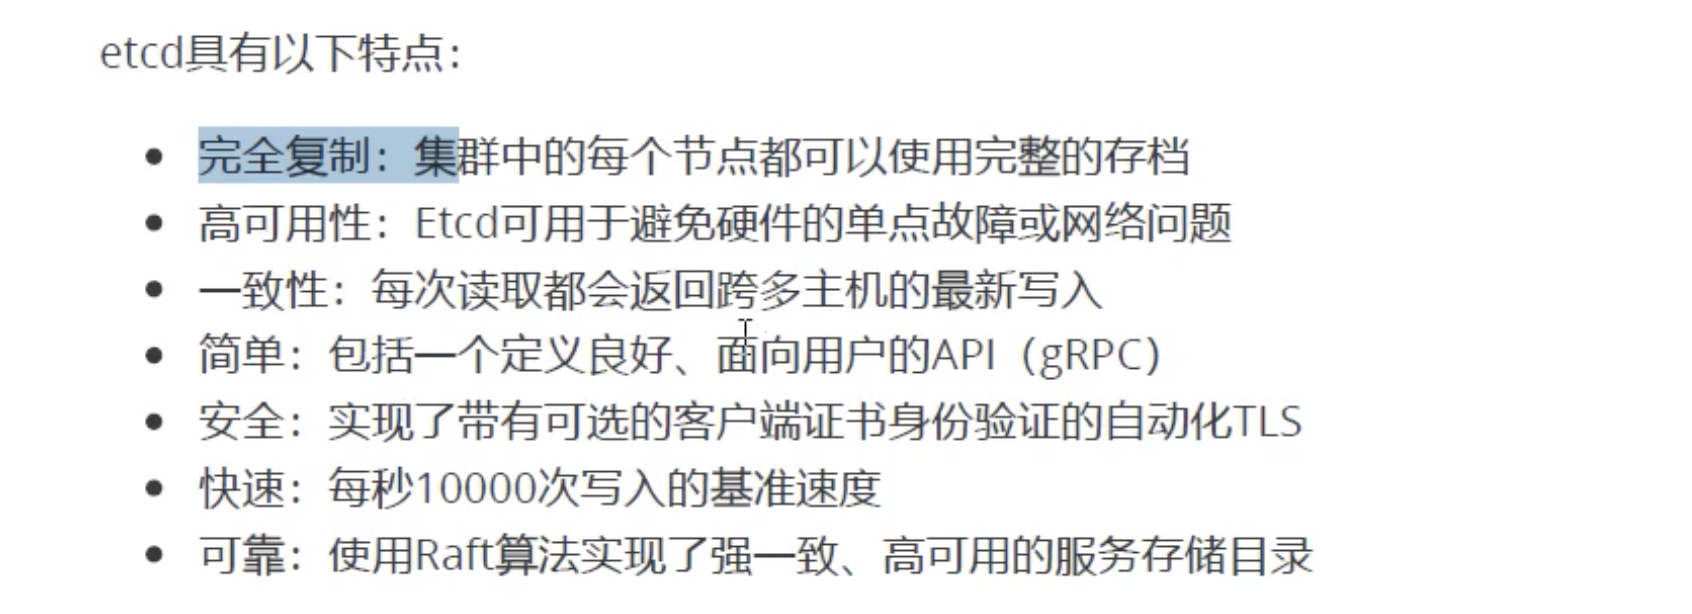 etcd具有以下特点：
• 完全复制：集群中的每个节点都可以使用完整的存档
• 高可用性：Etcd可用于避免硬件的单点故障或网络问题
• 一致性：每次读取都会返回跨多主机的最新写入
• 简单：包括一个定义良好、面向用户的API（gRPC）
• 安全：实现了带有可选的客户端证书身份验证的自动化TLS
• 快速：每秒10000次写入的基准速度
• 可靠：使用Raft算法实现了强一致、高可用的服务存储目录